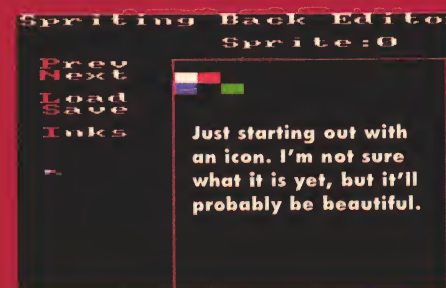 Spriting Back Edito
Sprite:0
Prev
Next
Load
Save
Inks
Just starting out with
an icon. I'm not sure
what it is yet, but it'll
probably be beautiful.